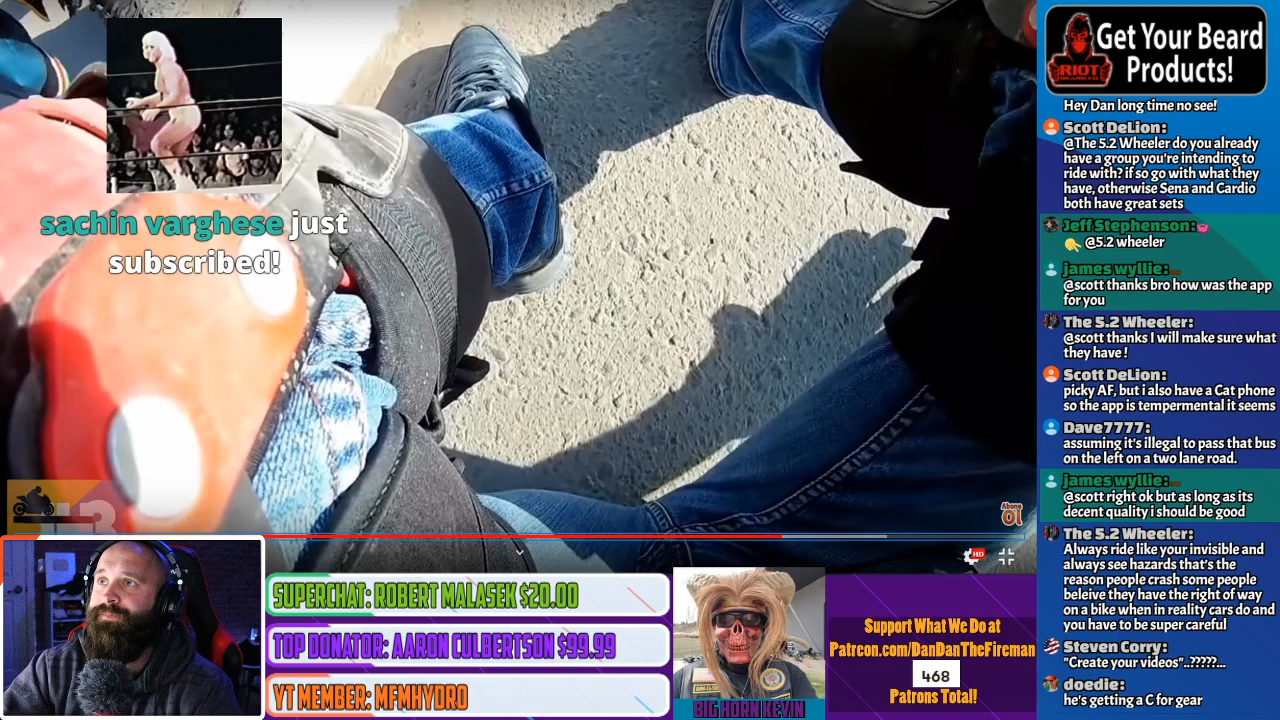 sachin varghese just
subscribed!
#3
Abone
Ol
HD
SUPERCHAT: ROBERT MALASEK $20.00
TOP DONATOR: AARON CULBERTSON $99.99
YT MEMBER: MFMHYDRO
BIG HORN KEVIN
Support What We Do at
Patreon.com/DanDanTheFireman
468
Patrons Total!
RIOT
Get Your Beard
Products!
Hey Dan long time no see!
Scott DeLion:
@The 5.2 Wheeler do you already
have a group you're intending to
ride with? if so go with what they
have, otherwise Sena and Cardio
both have great sets
Jeff Stephenson:
@5.2 wheeler
james wyllie:
@scott thanks bro how was the app
for you
The 5.2 Wheeler:
@scott thanks I will make sure what
they have !
Scott DeLion:
picky AF, but i also have a Cat phone
so the app is tempermental it seems
Dave7777:
assuming it's illegal to pass that bus
on the left on a two lane road.
james wyllie:
@scott right ok but as long as its
decent quality i should be good
The 5.2 Wheeler:
Always ride like your invisible and
always see hazards that's the
reason people crash some people
beleive they have the right of way
on a bike when in reality cars do and
you have to be super careful
Steven Corry:
"Create your videos"..?????...
doedie:
he's getting a C for gear